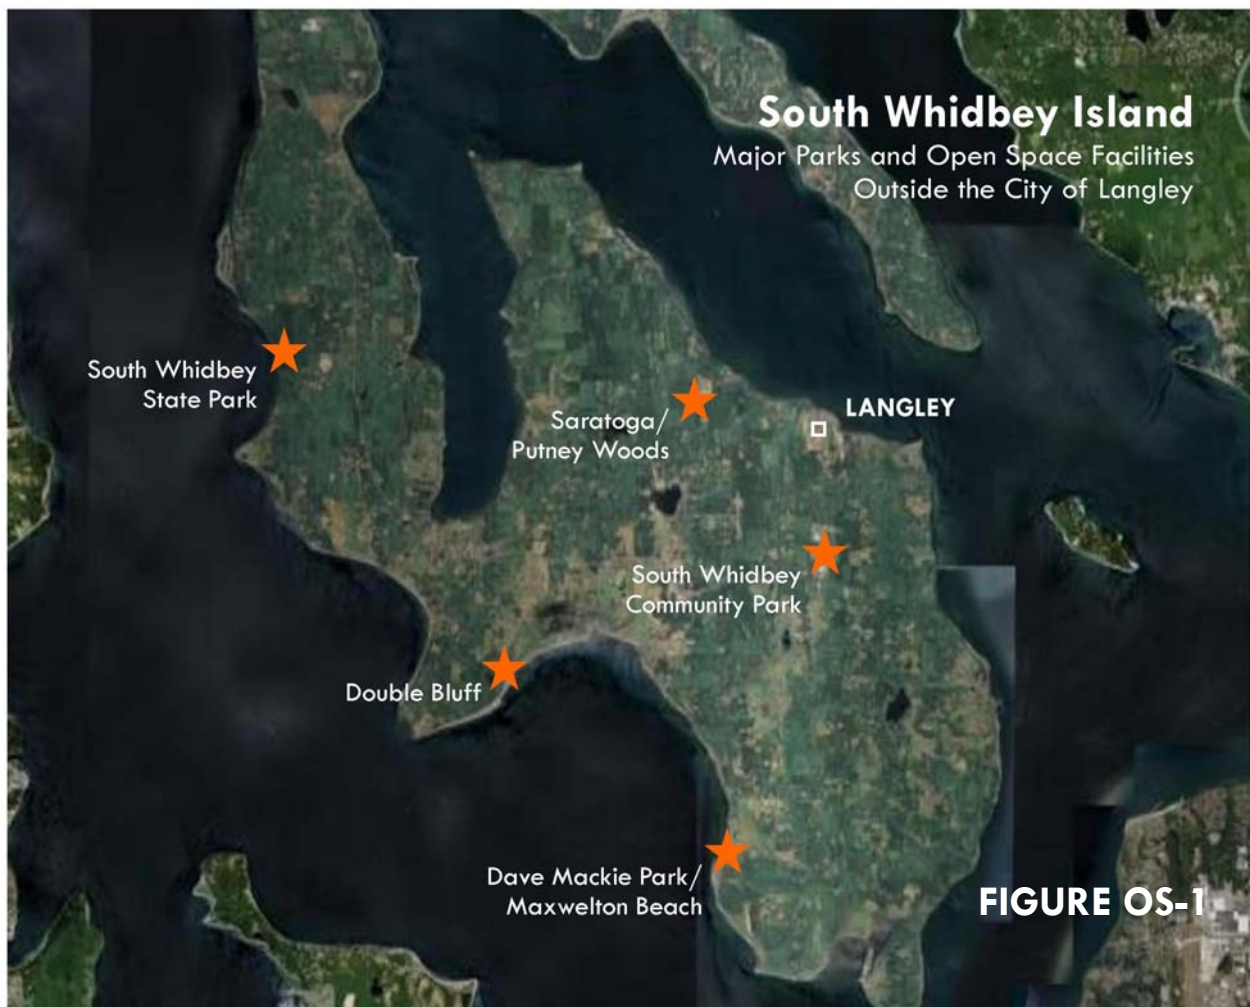 South Whidbey Island
Major Parks and Open Space Facilities
Outside the City of Langley
South Whidbey
State Park
Saratoga/
Putney Woods
LANGLEY
South Whidbey
Community Park
Double Bluff
Dave Mackie Park/
Maxwelton Beach
FIGURE OS-1